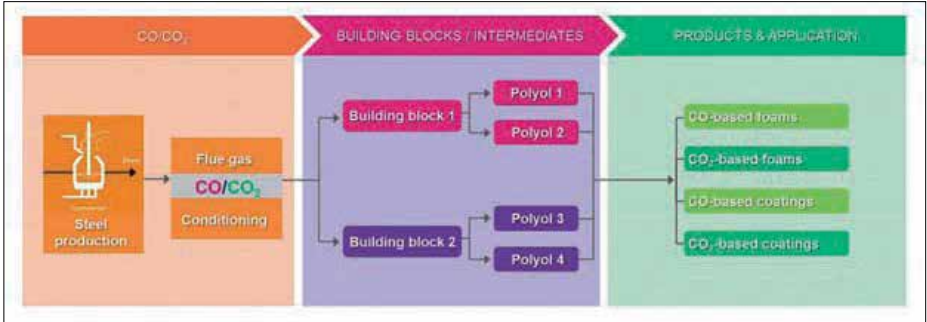 CO/CO₂
BUILDING BLOCKS / INTERMEDIATES
PRODUCTS & APPLICATION
Steel
production
Flue gas
CO/CO₂
Conditioning
Building block 1
Polyol 1
Polyol 2
Building block 2
Polyol 3
Polyol 4
CO-based foams
CO₂-based foams
CO-based coatings
CO₂-based coatings